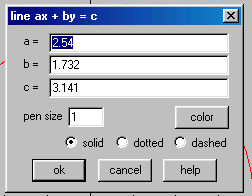 line ax + by = c
a = 2.54
b = 1.732
c = 3.141
pen size 1 color
solid dotted dashed
ok cancel help